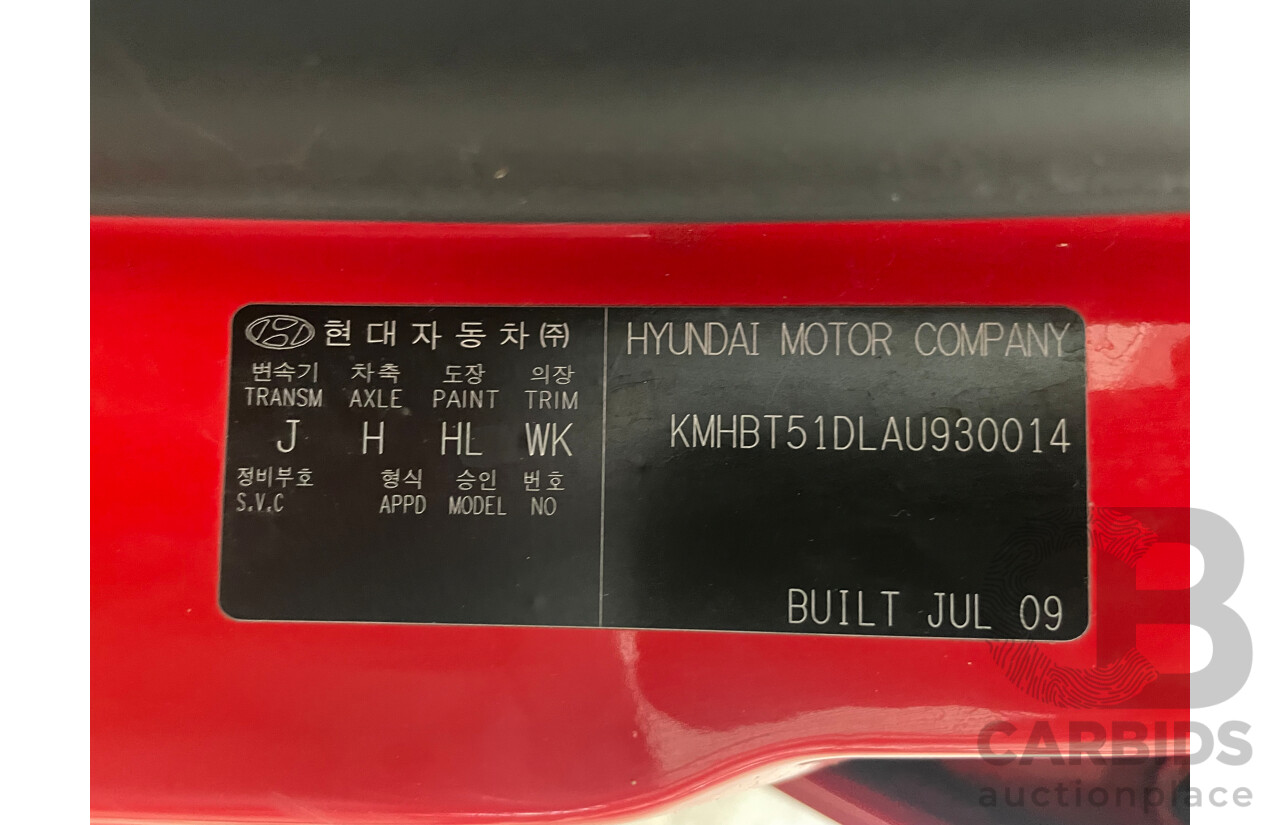 현대자동차㈜
변속기 차축 도장 의장
TRANSM AXLE PAINT TRIM
J H HL WK
정비부호 형식 승인 번호
S.V.C APPD MODEL NO
HYUNDAI MOTOR COMPANY
KMHBT51DLAU930014
BUILT JUL 09
CB
CARBIDS
auctionplace